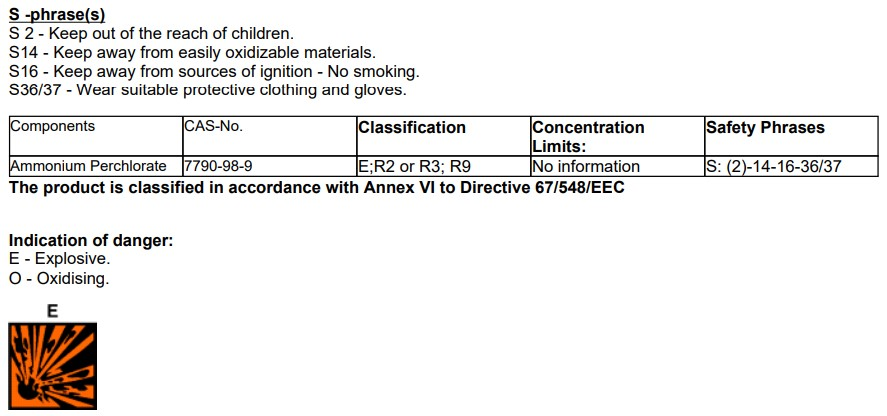 S -phrase(s)
S 2 - Keep out of the reach of children.
S14 - Keep away from easily oxidizable materials.
S16 - Keep away from sources of ignition - No smoking.
S36/37 - Wear suitable protective clothing and gloves.
Components CAS-No. Classification Concentration Limits: Safety Phrases
Ammonium Perchlorate 7790-98-9 E;R2 or R3; R9 No information S: (2)-14-16-36/37
The product is classified in accordance with Annex VI to Directive 67/548/EEC
Indication of danger:
E - Explosive.
O - Oxidising.
E